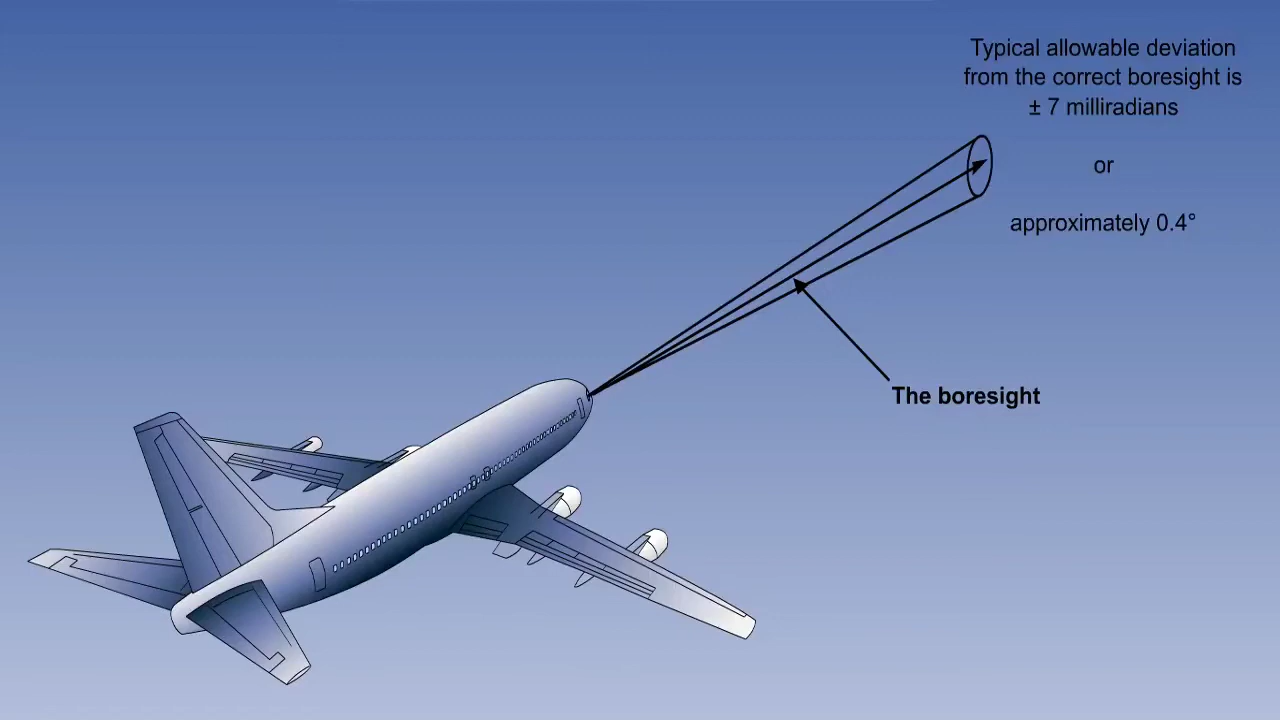 Typical allowable deviation
from the correct boresight is
± 7 milliradians
or
approximately 0.4°
The boresight